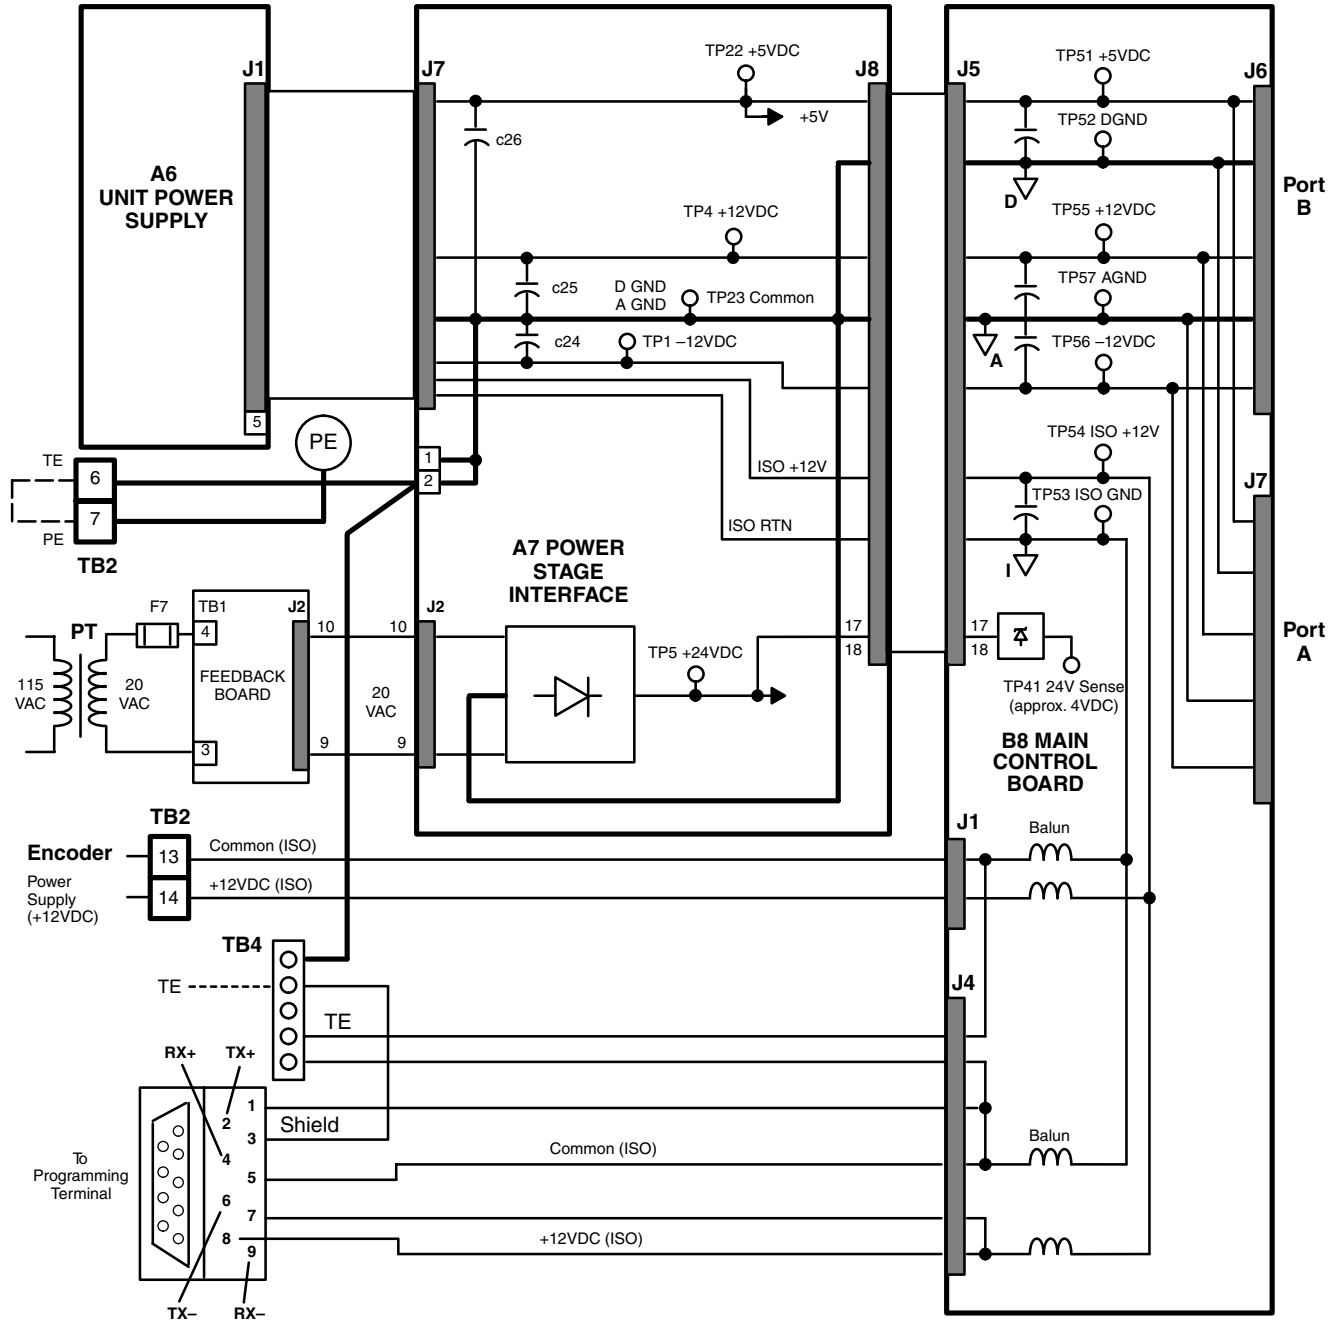 J1
J7
J8
J5
J6
TP22 +5VDC
+5V
c26
TP51 +5VDC
TP52 DGND
D
A6
UNIT POWER
SUPPLY
Port
B
TP4 +12VDC
TP55 +12VDC
c25
D GND
A GND
TP23 Common
TP57 AGND
c24
TP1 –12VDC
A
TP56 –12VDC
5
PE
TE
6
7
PE
TB2
1
2
ISO +12V
ISO RTN
TP54 ISO +12V
TP53 ISO GND
I
J7
A7 POWER
STAGE
INTERFACE
F7
TB1
J2
J2
PT
4
10
10
115
VAC
20
VAC
FEEDBACK
BOARD
20
VAC
3
9
9
TP5 +24VDC
17
18
17
18
TP41 24V Sense
(approx. 4VDC)
Port
A
B8 MAIN
CONTROL
BOARD
TB2
Encoder
13
Common (ISO)
J1
Balun
Power
Supply
(+12VDC)
14
+12VDC (ISO)
TB4
TE
TE
J4
RX+
TX+
1
2
3
Shield
4
5
6
7
8
9
To
Programming
Terminal
Common (ISO)
Balun
+12VDC (ISO)
TX–
RX–